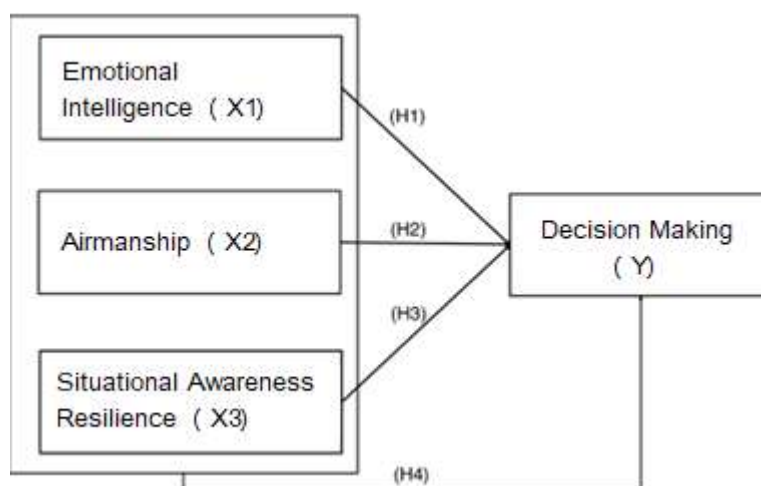 Emotional
Intelligence ( X1)
(H1)
Airmanship ( X2)
(H2)
Decision Making
( Y)
(H3)
Situational Awareness
Resilience ( X3)
(H4)